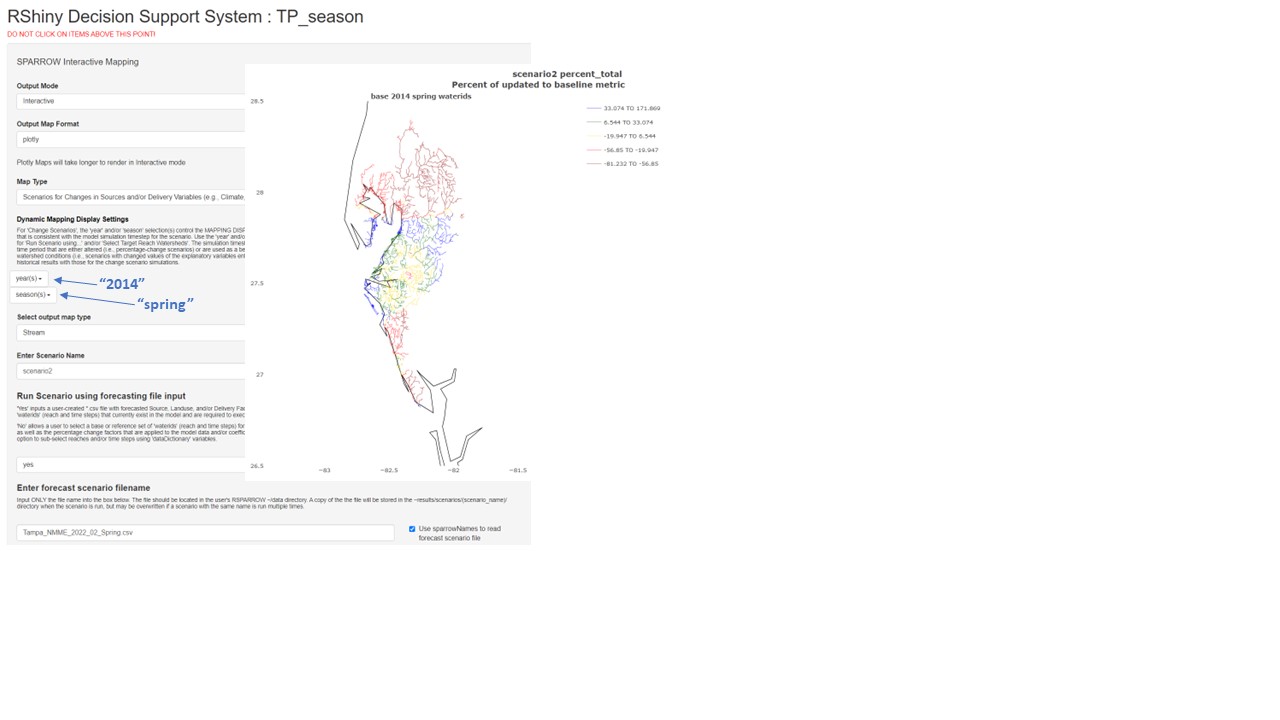 RShiny Decision Support System : TP_season
DO NOT CLICK ON ITEMS ABOVE THIS POINT!
SPARROW Interactive Mapping
Output Mode
Interactive
Output Map Format
plotly
Plotly Maps will take longer to render in Interactive mode
Map Type
Scenarios for Changes in Sources and/or Delivery Variables (e.g., Climate,
Dynamic Mapping Display Settings
For 'Change Scenarios', the 'year' and/or 'season' selection(s) control the MAPPING DISP
that is consistent with the model simulation timestep for the scenario. Use the 'year' and/o
for 'Run Scenario using...' and/or 'Select Target Reach Watersheds'. The simulation timest
time period that are either altered (i.e., percentage-change scenarios) or are used as a be
watershed conditions (i.e., scenarios with changed values of the explanatory variables ent
historical results with those for the change scenario simulations.
year(s)
"2014"
season(s)
"spring"
Select output map type
Stream
Enter Scenario Name
scenario2
Run Scenario using forecasting file input
'Yes' inputs a user-created *.csv file with forecasted Source, Landuse, and/or Delivery Fac
'waterids' (reach and time steps) that currently exist in the model and are required to exec
'No' allows a user to select a base or reference set of 'waterids' (reach and time steps) for
as well as the percentage change factors that are applied to the model data and/or coeffic
option to sub-select reaches and/or time steps using 'dataDictionary' variables.
yes
Enter forecast scenario filename
Input ONLY the file name into the box below. The file should be located in the user's RSPARROW ~/data directory. A copy of the the file will be stored in the ~results/scenarios/(scenario_name)/
directory when the scenario is run, but may be overwritten if a scenario with the same name is run multiple times.
Tampa_NMME_2022_02_Spring.csv
Use sparrowNames to read
forecast scenario file
scenario2 percent_total
Percent of updated to baseline metric
base 2014 spring waterids
33.074 TO 171.869
6.544 TO 33.074
-19.947 TO 6.544
-56.85 TO -19.947
-81.232 TO -56.85
28.5
28
27.5
27
26.5
−83
−82.5
−82
−81.5